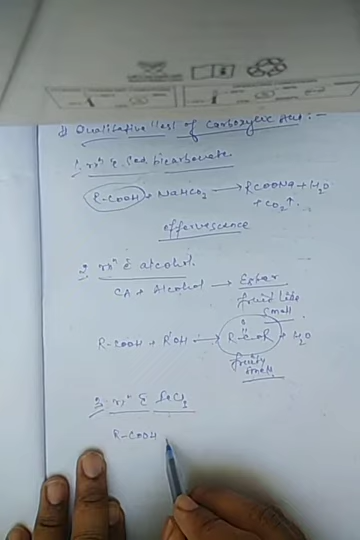 1) Qualitative Test of Carboxylic Acid :-
1. rxⁿ c̄ Sod bicarbonate.
R-COOH + NaHCO₃ → RCOONa + H₂O
+ CO₂ ↑.
effervescence
2. rxⁿ c̄ alcohol.
CA + Alcohol → Ester
fruit like
smell
R-COOH + R'OH → R-C-OR + H₂O
O
fruity
smell
3. rxⁿ c̄ FeCl₃
R-COOH